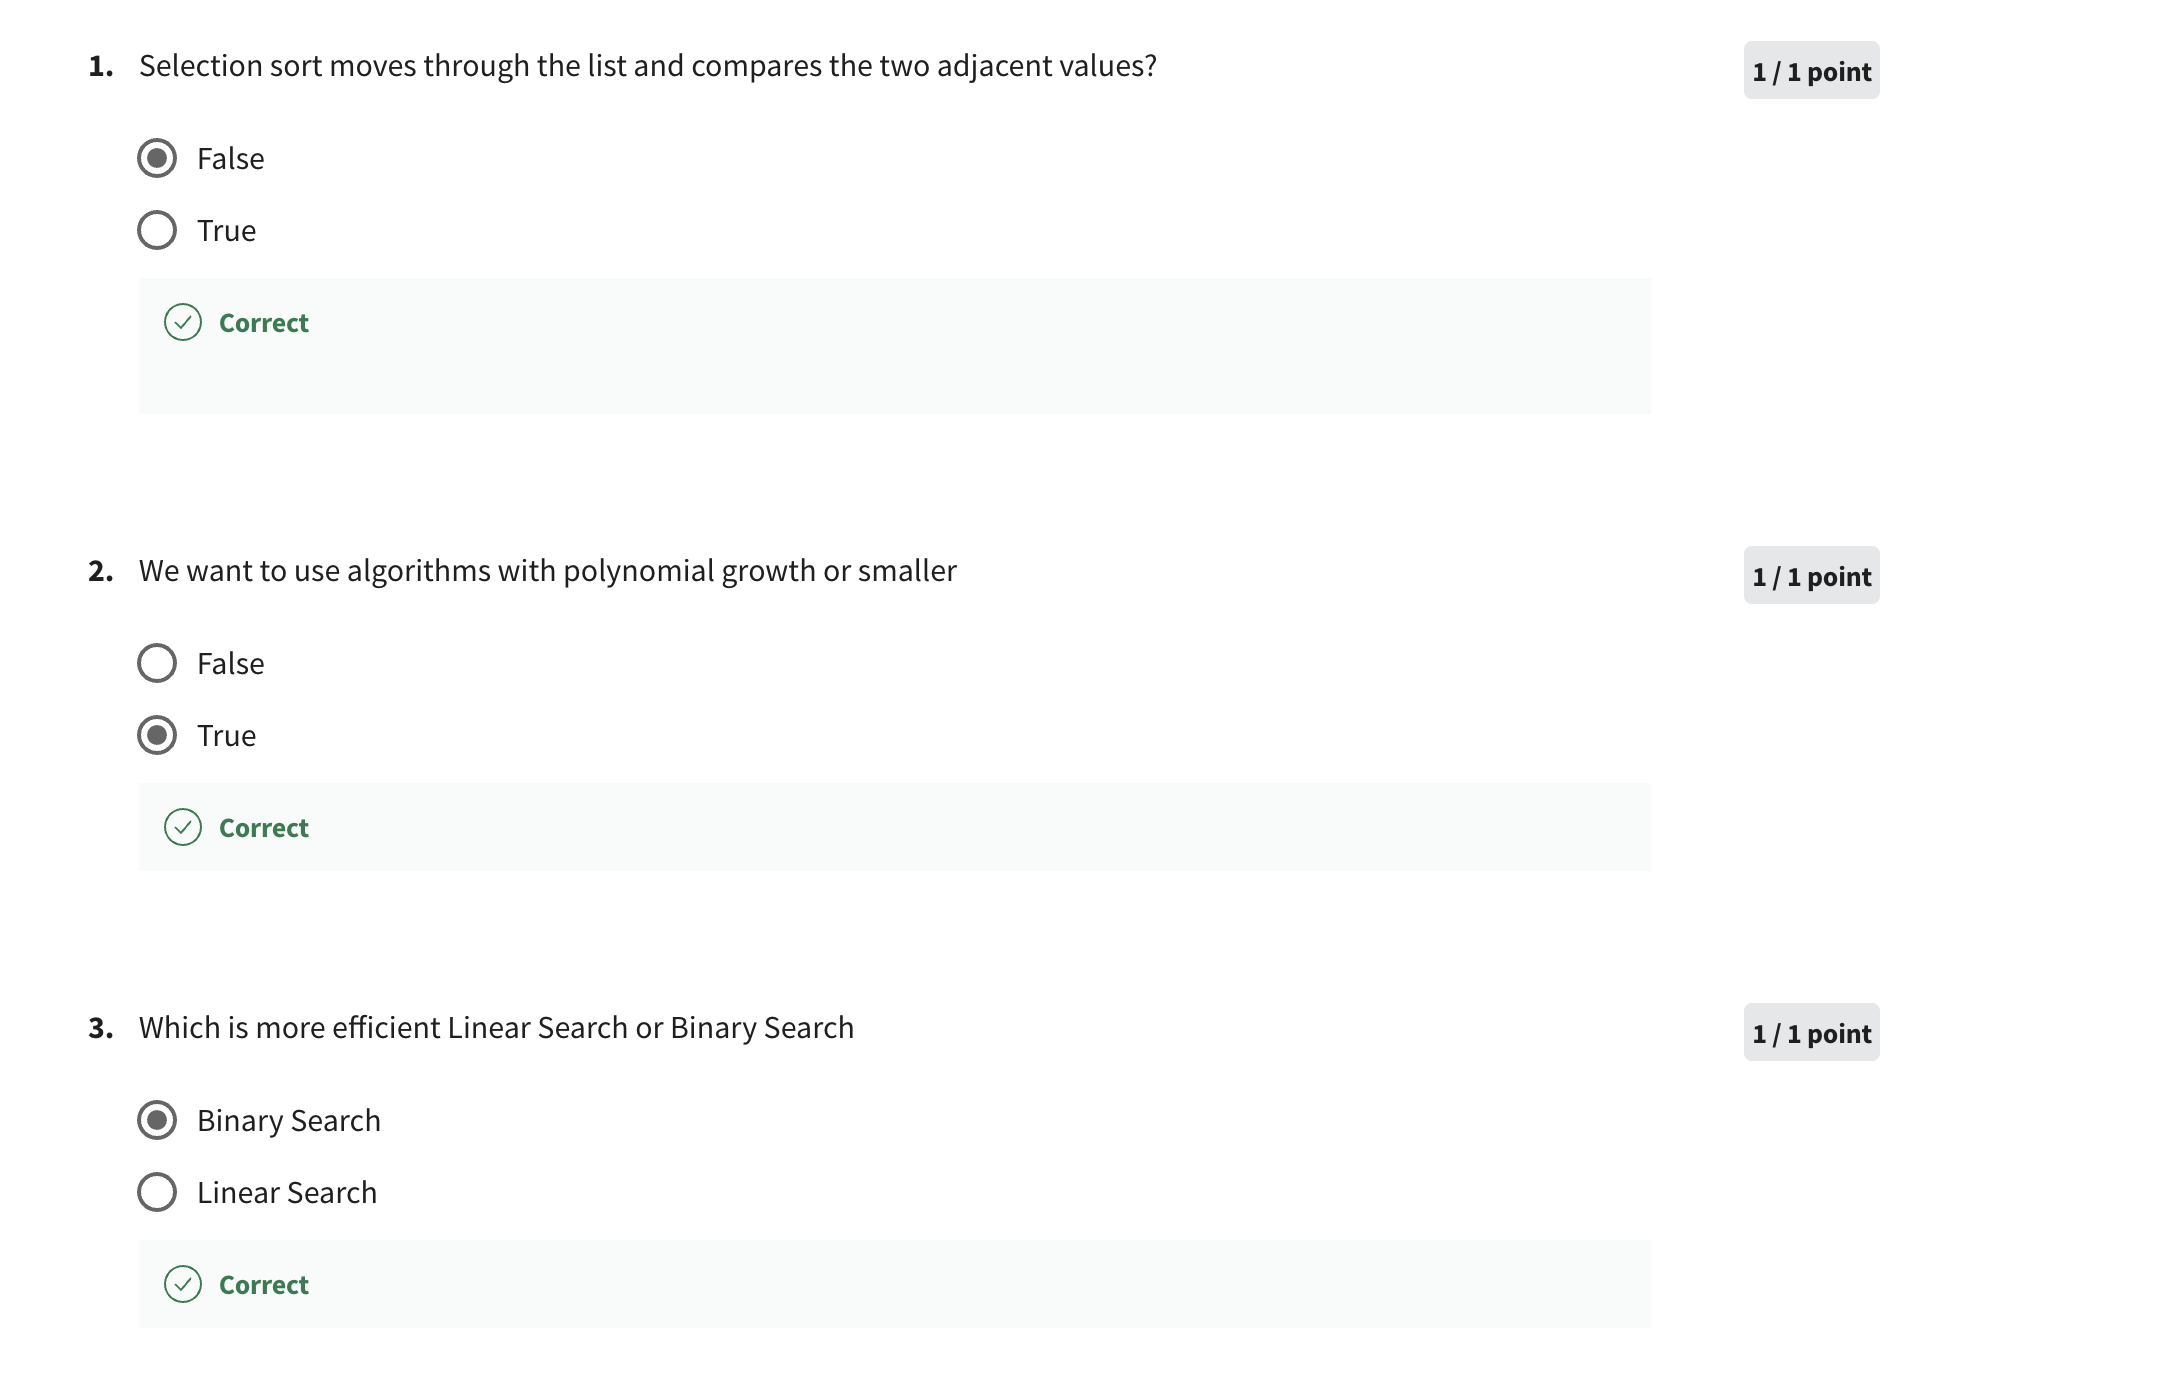 1. Selection sort moves through the list and compares the two adjacent values?
1 / 1 point
False
True
Correct
2. We want to use algorithms with polynomial growth or smaller
1 / 1 point
False
True
Correct
3. Which is more efficient Linear Search or Binary Search
1 / 1 point
Binary Search
Linear Search
Correct